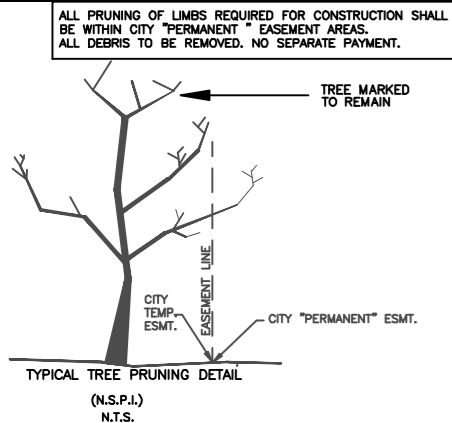 ALL PRUNING OF LIMBS REQUIRED FOR CONSTRUCTION SHALL
BE WITHIN CITY "PERMANENT " EASEMENT AREAS.
ALL DEBRIS TO BE REMOVED. NO SEPARATE PAYMENT.
TREE MARKED
TO REMAIN
EASEMENT LINE
CITY
TEMP.
ESMT.
CITY "PERMANENT" ESMT.
TYPICAL TREE PRUNING DETAIL
(N.S.P.I.)
N.T.S.